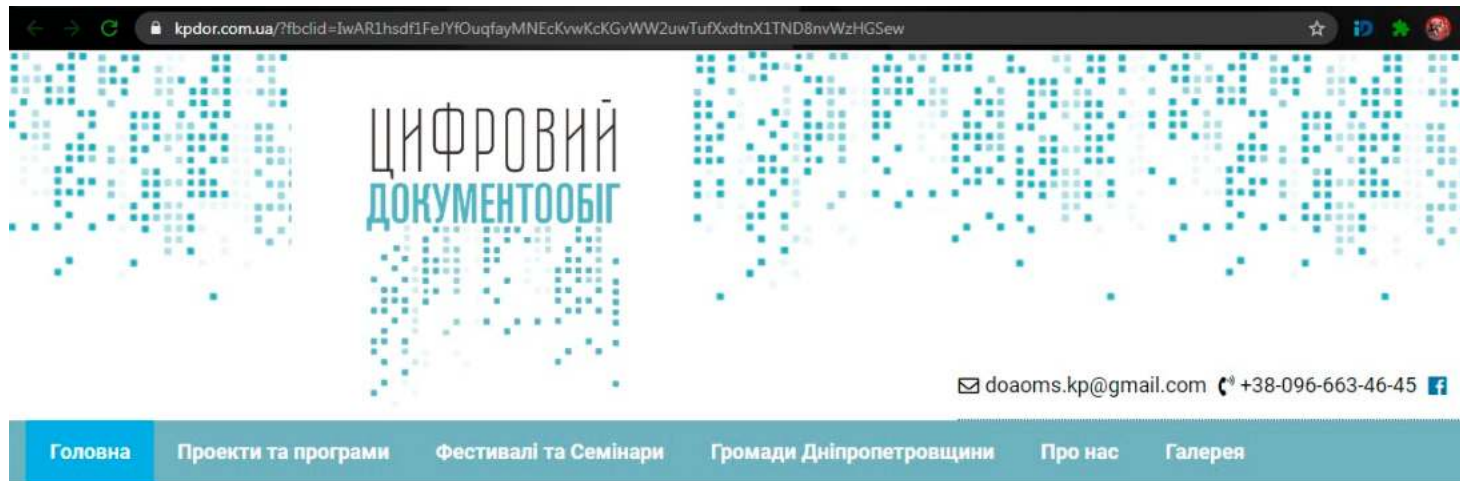 kpdor.com.ua/?fbclid=IwAR1hsdf1FeJYfOuqfayMNEcKvwKcKGvWW2uwTufXxdtnX1TND8nvWzHGSew
ЦИФРОВИЙ
ДОКУМЕНТООБІГ
doaoms.kp@gmail.com +38-096-663-46-45
Головна Проекти та програми Фестивалі та Семінари Громади Дніпропетровщини Про нас Галерея